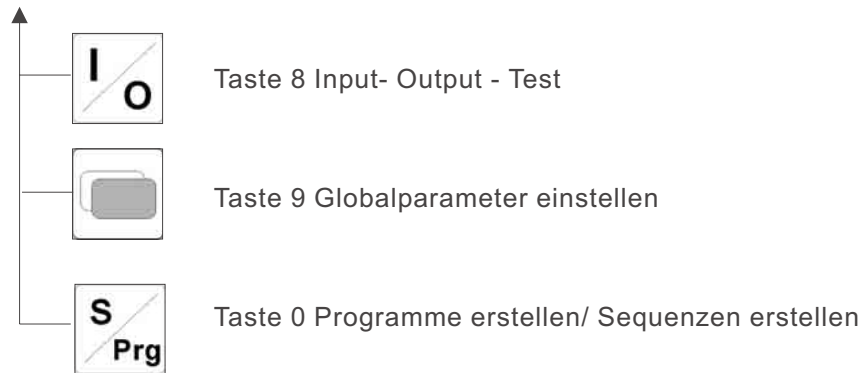 I
O
Taste 8 Input- Output - Test
Taste 9 Globalparameter einstellen
S
Prg
Taste 0 Programme erstellen/ Sequenzen erstellen